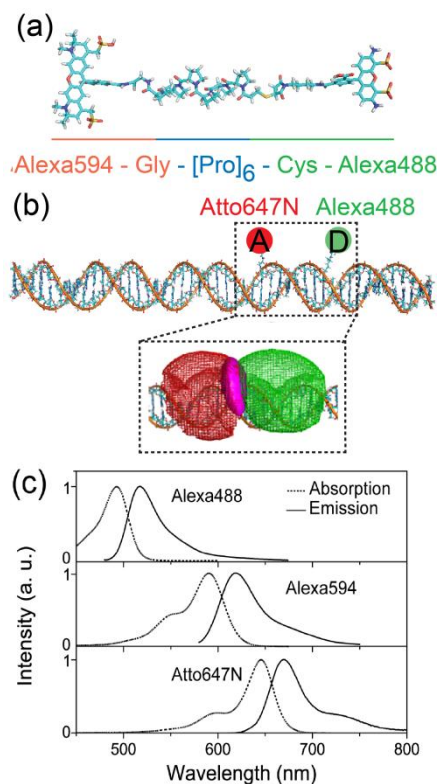 (a)
Alexa594 - Gly - [Pro]6 - Cys - Alexa488
(b)
Atto647N Alexa488
A D
(c)
1
Alexa488
Absorption
Emission
0
1
Alexa594
0
1
Atto647N
0
Intensity (a. u.)
450 500 600 700 800
Wavelength (nm)